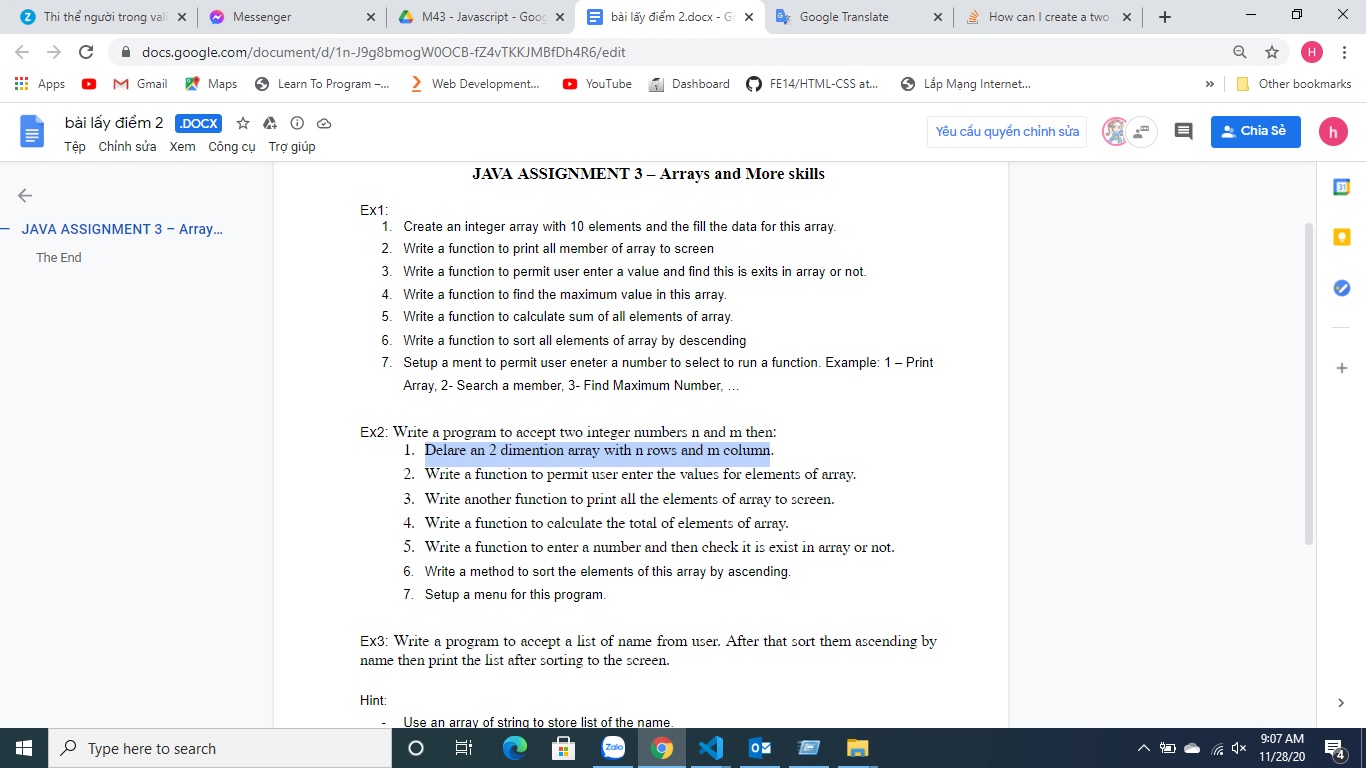 Thi thể người trong vali
Messenger
M43 - Javascript - Goog
bài lấy điểm 2.docx - Go
Google Translate
How can I create a two
docs.google.com/document/d/1n-J9g8bmogW0OCB-fZ4vTKKJMBfDh4R6/edit
H
Apps
Gmail
Maps
Learn To Program –...
Web Development...
YouTube
Dashboard
FE14/HTML-CSS at...
Lắp Mạng Internet...
»
Other bookmarks
bài lấy điểm 2 .DOCX
Tệp Chỉnh sửa Xem Công cụ Trợ giúp
Yêu cầu quyền chỉnh sửa
Chia Sẻ
h
JAVA ASSIGNMENT 3 – Array...
The End
JAVA ASSIGNMENT 3 – Arrays and More skills
Ex1:
1. Create an integer array with 10 elements and the fill the data for this array.
2. Write a function to print all member of array to screen
3. Write a function to permit user enter a value and find this is exits in array or not.
4. Write a function to find the maximum value in this array.
5. Write a function to calculate sum of all elements of array.
6. Write a function to sort all elements of array by descending
7. Setup a ment to permit user eneter a number to select to run a function. Example: 1 – Print
Array, 2- Search a member, 3- Find Maximum Number, …
Ex2: Write a program to accept two integer numbers n and m then:
1. Delare an 2 dimention array with n rows and m column.
2. Write a function to permit user enter the values for elements of array.
3. Write another function to print all the elements of array to screen.
4. Write a function to calculate the total of elements of array.
5. Write a function to enter a number and then check it is exist in array or not.
6. Write a method to sort the elements of this array by ascending.
7. Setup a menu for this program.
Ex3: Write a program to accept a list of name from user. After that sort them ascending by
name then print the list after sorting to the screen.
Hint:
- Use an array of string to store list of the name.
31
Type here to search
Zalo
9:07 AM
11/28/20
4